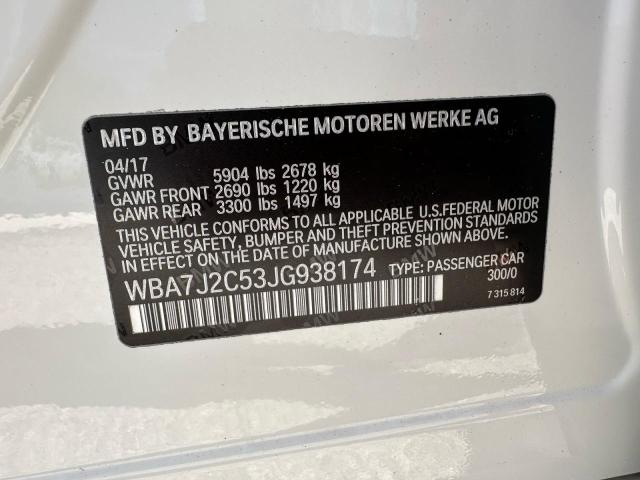 MFD BY BAYERISCHE MOTOREN WERKE AG
04/17
GVWR 5904 lbs 2678 kg
GAWR FRONT 2690 lbs 1220 kg
GAWR REAR 3300 lbs 1497 kg
THIS VEHICLE CONFORMS TO ALL APPLICABLE U.S.FEDERAL MOTOR
VEHICLE SAFETY, BUMPER AND THEFT PREVENTION STANDARDS
IN EFFECT ON THE DATE OF MANUFACTURE SHOWN ABOVE.
WBA7J2C53JG938174 TYPE: PASSENGER CAR
300/0
7 315 814